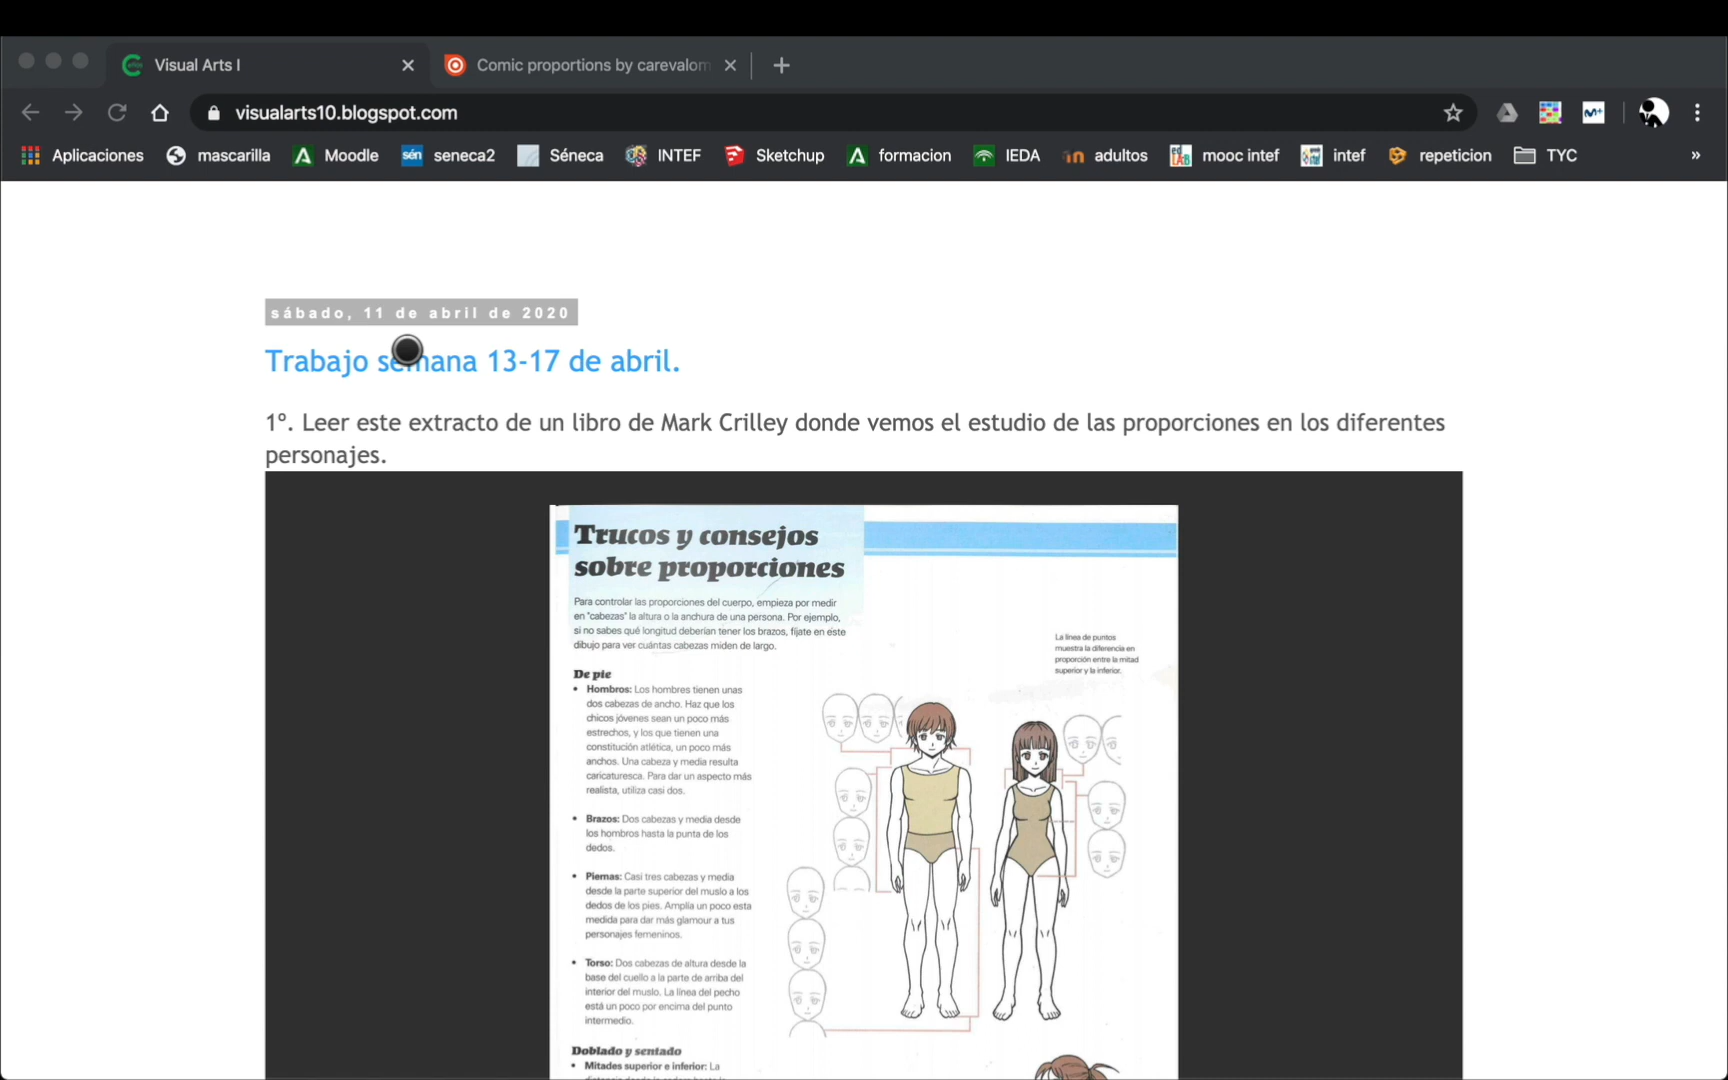 Visual Arts I
Comic proportions by carevalom
visualarts10.blogspot.com
Aplicaciones mascarilla Moodle sén seneca2 Séneca INTEF Sketchup formacion IEDA adultos mooc intef intef repeticion TYC »
sábado, 11 de abril de 2020
Trabajo semana 13-17 de abril.
1º. Leer este extracto de un libro de Mark Crilley donde vemos el estudio de las proporciones en los diferentes
personajes.
Trucos y consejos
sobre proporciones
Para controlar las proporciones del cuerpo, empieza por medir
en "cabezas" la altura o la anchura de una persona. Por ejemplo,
si no sabes qué longitud deberían tener los brazos, fíjate en este
dibujo para ver cuántas cabezas miden de largo.
La línea de puntos
muestra la diferencia en
proporción entre la mitad
superior y la inferior.
De pie
• Hombros: Los hombres tienen unas
dos cabezas de ancho. Haz que los
chicos jóvenes sean un poco más
estrechos, y los que tienen una
constitución atlética, un poco más
anchos. Una cabeza y media resulta
caricaturesca. Para dar un aspecto más
realista, utiliza casi dos.
• Brazos: Dos cabezas y media desde
los hombros hasta la punta de los
dedos.
• Piernas: Casi tres cabezas y media
desde la parte superior del muslo a los
dedos de los pies. Amplía un poco esta
medida para dar más glamour a tus
personajes femeninos.
• Torso: Dos cabezas de altura desde la
base del cuello a la parte de arriba del
interior del muslo. La línea del pecho
está un poco por encima del punto
intermedio.
Doblado y sentado
• Mitades superior e inferior: La